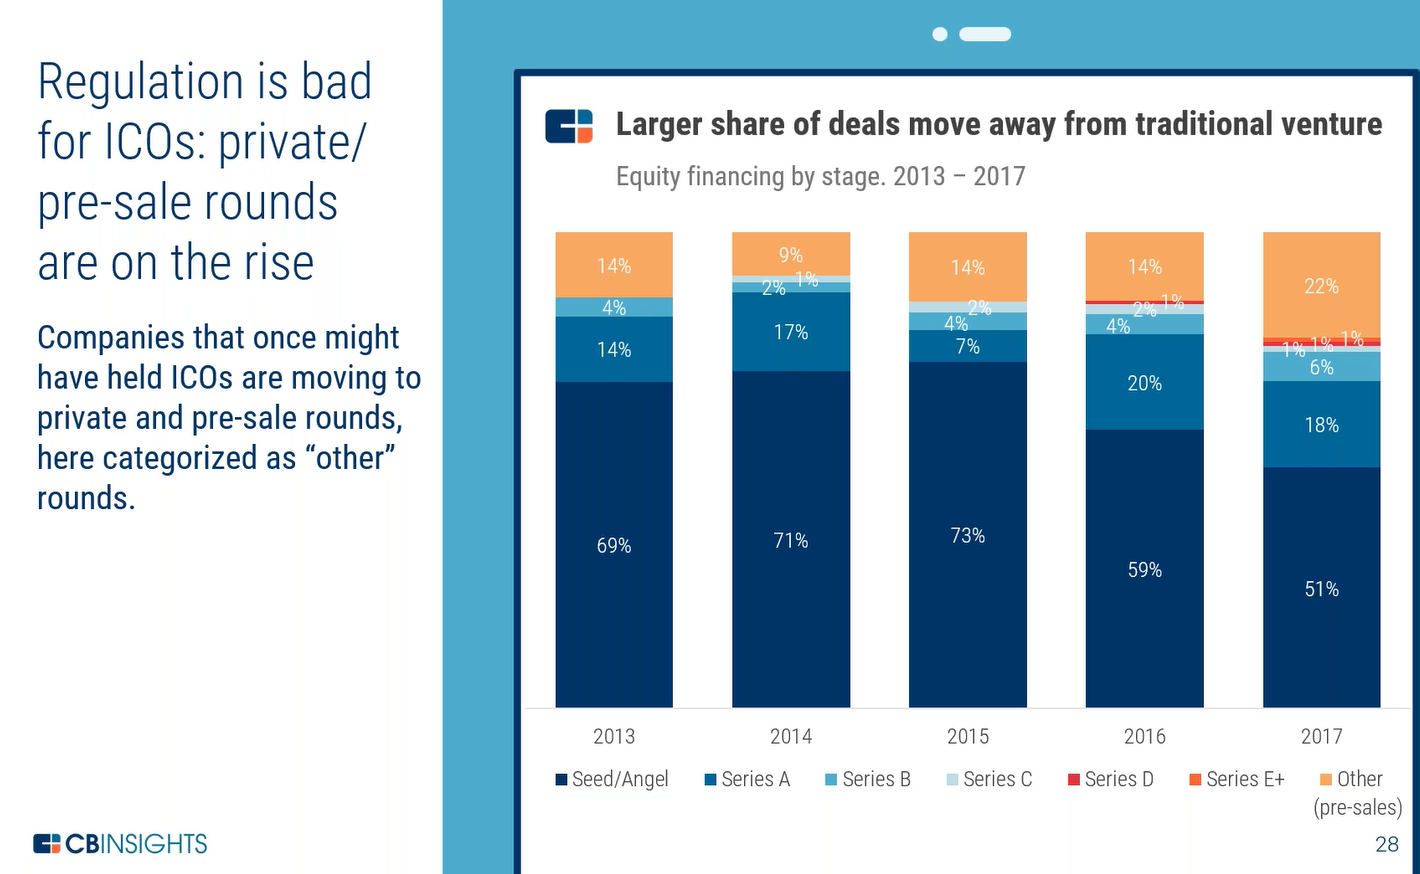 Regulation is bad
for ICOs: private/
pre-sale rounds
are on the rise
Companies that once might
have held ICOs are moving to
private and pre-sale rounds,
here categorized as “other”
rounds.
CBINSIGHTS
Larger share of deals move away from traditional venture
Equity financing by stage. 2013 – 2017
14%
4%
14%
69%
9%
1%
2%
17%
71%
14%
2%
4%
7%
73%
14%
1%
2%
4%
20%
59%
22%
1%
1%
1%
6%
18%
51%
2013 2014 2015 2016 2017
Seed/Angel Series A Series B Series C Series D Series E+ Other
(pre-sales)
28